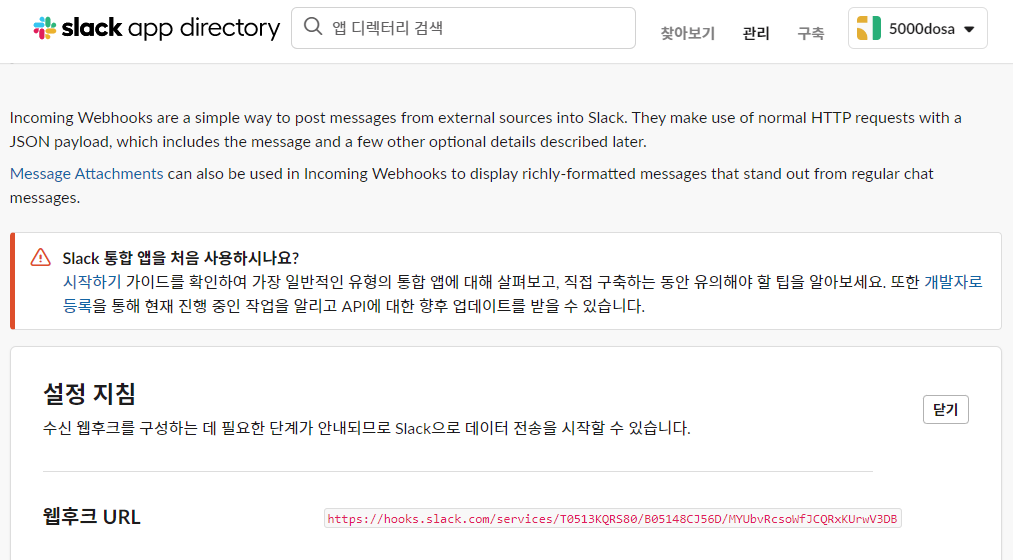 slack app directory
앱 디렉터리 검색
찾아보기
관리
구축
5000dosa
Incoming Webhooks are a simple way to post messages from external sources into Slack. They make use of normal HTTP requests with a
JSON payload, which includes the message and a few other optional details described later.
Message Attachments can also be used in Incoming Webhooks to display richly-formatted messages that stand out from regular chat
messages.
Slack 통합 앱을 처음 사용하시나요?
시작하기 가이드를 확인하여 가장 일반적인 유형의 통합 앱에 대해 살펴보고, 직접 구축하는 동안 유의해야 할 팁을 알아보세요. 또한 개발자로
등록을 통해 현재 진행 중인 작업을 알리고 API에 대한 향후 업데이트를 받을 수 있습니다.
설정 지침
닫기
수신 웹후크를 구성하는 데 필요한 단계가 안내되므로 Slack으로 데이터 전송을 시작할 수 있습니다.
웹후크 URL
https://hooks.slack.com/services/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